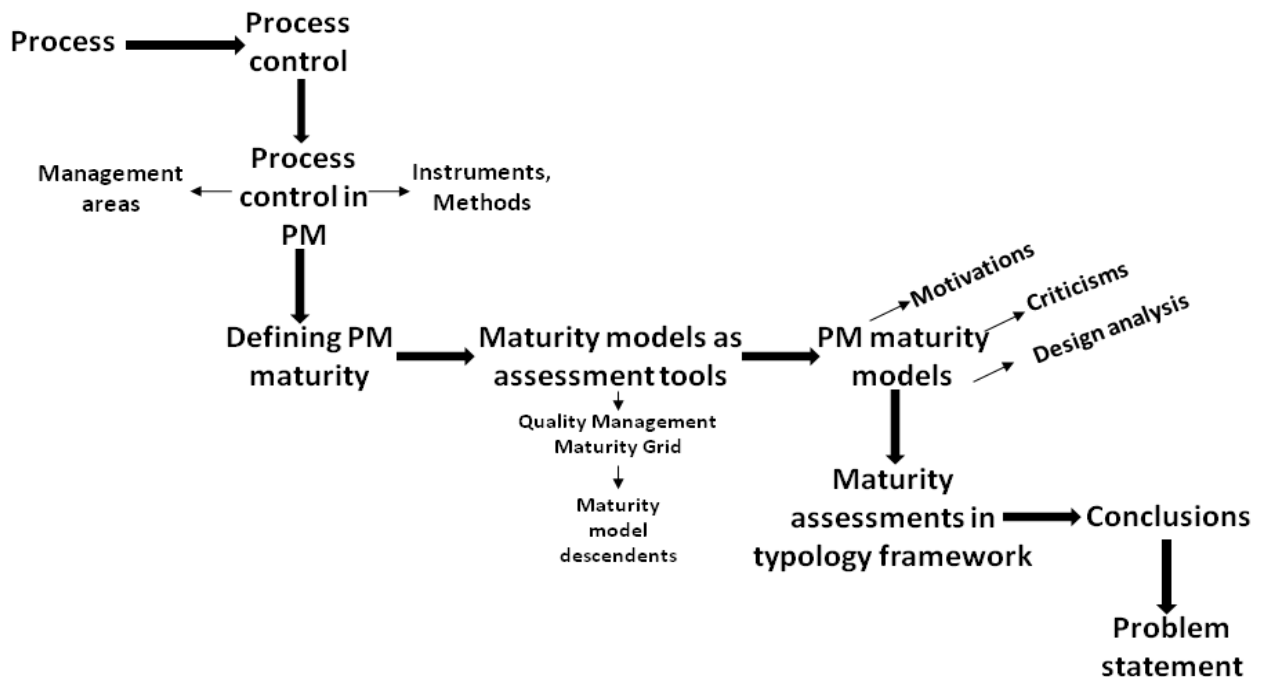 Process
Process
control
Process
control in
PM
Management
areas
Instruments,
Methods
Defining PM
maturity
Maturity models as
assessment tools
Quality Management
Maturity Grid
Maturity
model
descendents
PM maturity
models
Motivations
Criticisms
Design analysis
Maturity
assessments in
typology framework
Conclusions
Problem
statement